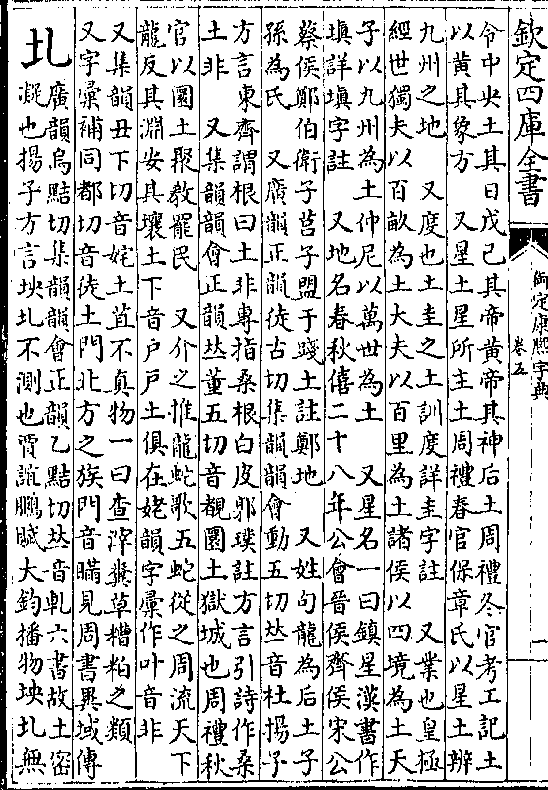 欽定四庫全書
御定康熙字典
卷五
一
令中央土其日戊己其帝黄帝其神后土周禮冬官考工記土
以黄其象方　又星土星所主土周禮春官保章氏以星土辨
九州之地　又度也土圭之土訓度詳圭字註　又業也皇極
經世獨夫以百畝為土大夫以百里為土諸侯以四境為土天
子以九州為土仲尼以萬世為土　又星名一曰鎮星漢書作
塡詳塡字註　又地名春秋僖二十八年公會晉侯齊侯宋公
蔡侯鄭伯衛子莒子盟于踐土註鄭地　又姓句龍為后土子
孫為氏　又廣韻正韻徒古切集韻韻會動五切𠀤音杜揚子
方言東齊謂根曰土非專指桑根白皮郭璞註方言引詩作桑
土非　又集韻韻會正韻𠀤董五切音覩圜土獄城也周禮秋
官以圜土聚教罷民　又介之惟龍蛇歌五蛇從之周流天下
龍反其淵安其壤土下音戸戸土俱在姥韻字彙作叶音非
又集韻丑下切音姹土苴不真物一曰查滓糞草糟粕之類
又字彙補同都切音徒土門北方之族門音瞞見周書異域傳
圠
廣韻烏點切集韻韻會正韻乙點切𠀤音軋六書故土密
凝也揚子方言坱圠不測也賈誼鵬賦大鈞播物坱圠無